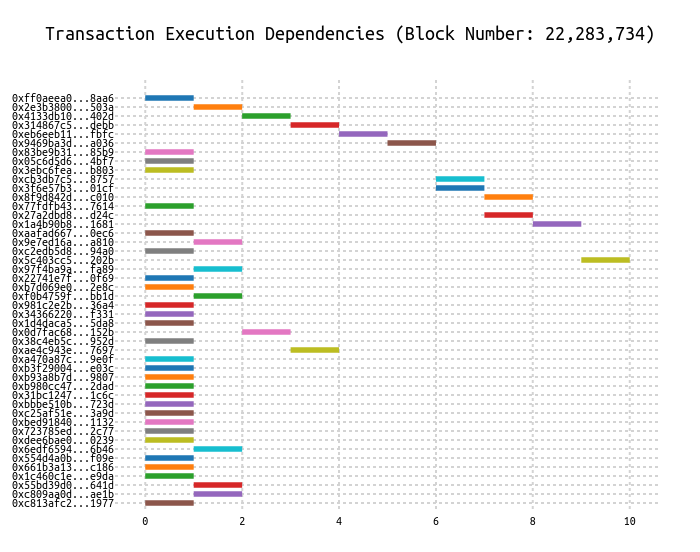 Transaction Execution Dependencies (Block Number: 22,283,734)
0xff0aeea0...8aa6
0x2e3b3800...503a
0x4133db10...402d
0x314867c5...debb
0xeb6eeb11...fbfc
0x9469ba3d...a036
0x83be9b31...85b9
0x05c6d5d6...4bf7
0x3ebc6fea...b803
0xcb3db7c5...8757
0x3f6e57b3...01cf
0x8f9d842d...c010
0x77fdfb43...7614
0x27a2dbd8...d24c
0x1a4b90b8...1681
0xaafad667...0ec6
0x9e7ed16a...a810
0xc2edb5d8...94a0
0x5c403cc5...202b
0x97f4ba9a...fa89
0x22741e7f...0f69
0xb7d069e0...2e8c
0xf0b4759f...bb1d
0x981c2e2b...36a4
0x34366220...f331
0x1d4daca5...5da8
0x0d7fac68...152b
0x38c4eb5c...952d
0xae4c943e...7697
0xa470a87c...9e0f
0xb3f29004...e03c
0xb93a8b7d...9807
0xb980cc47...2dad
0x31bc1247...1c6c
0xbbbe510b...723d
0xc25af51e...3a9d
0xbed91840...1132
0x723785ed...2c77
0xdee6bae0...0239
0x6edf6594...6b46
0x554d4a0b...f09e
0x661b3a13...c186
0x1c460c1e...e9da
0x55bd39d0...641d
0xc809aa0d...ae1b
0xc813afc2...1977
0 2 4 6 8 10